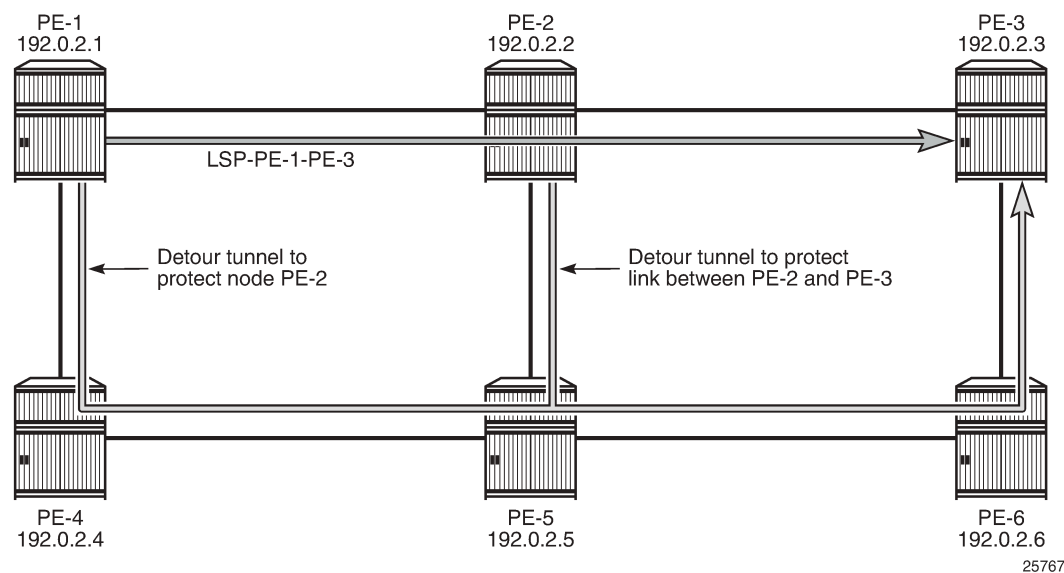 PE-1
192.0.2.1
PE-2
192.0.2.2
PE-3
192.0.2.3
LSP-PE-1-PE-3
Detour tunnel to
protect node PE-2
Detour tunnel to protect
link between PE-2 and PE-3
PE-4
192.0.2.4
PE-5
192.0.2.5
PE-6
192.0.2.6
25767